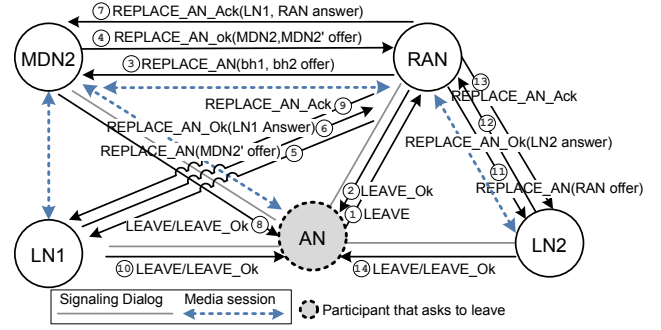 ⑦ REPLACE_AN_Ack(LN1, RAN answer)
④ REPLACE_AN_ok(MDN2,MDN2' offer)
③ REPLACE_AN(bh1, bh2 offer)
MDN2
RAN
⑬
REPLACE_AN_Ack
REPLACE_AN_Ack ⑨
⑫
REPLACE_AN_Ok(LN1 Answer) ⑥
REPLACE_AN_Ok(LN2 answer)
REPLACE_AN(MDN2' offer) ⑤
⑪
REPLACE_AN(RAN offer)
② LEAVE_Ok
① LEAVE
LEAVE/LEAVE_Ok ⑧
LN1
AN
LN2
⑩ LEAVE/LEAVE_Ok
⑭ LEAVE/LEAVE_Ok
Signaling Dialog
Media session
Participant that asks to leave